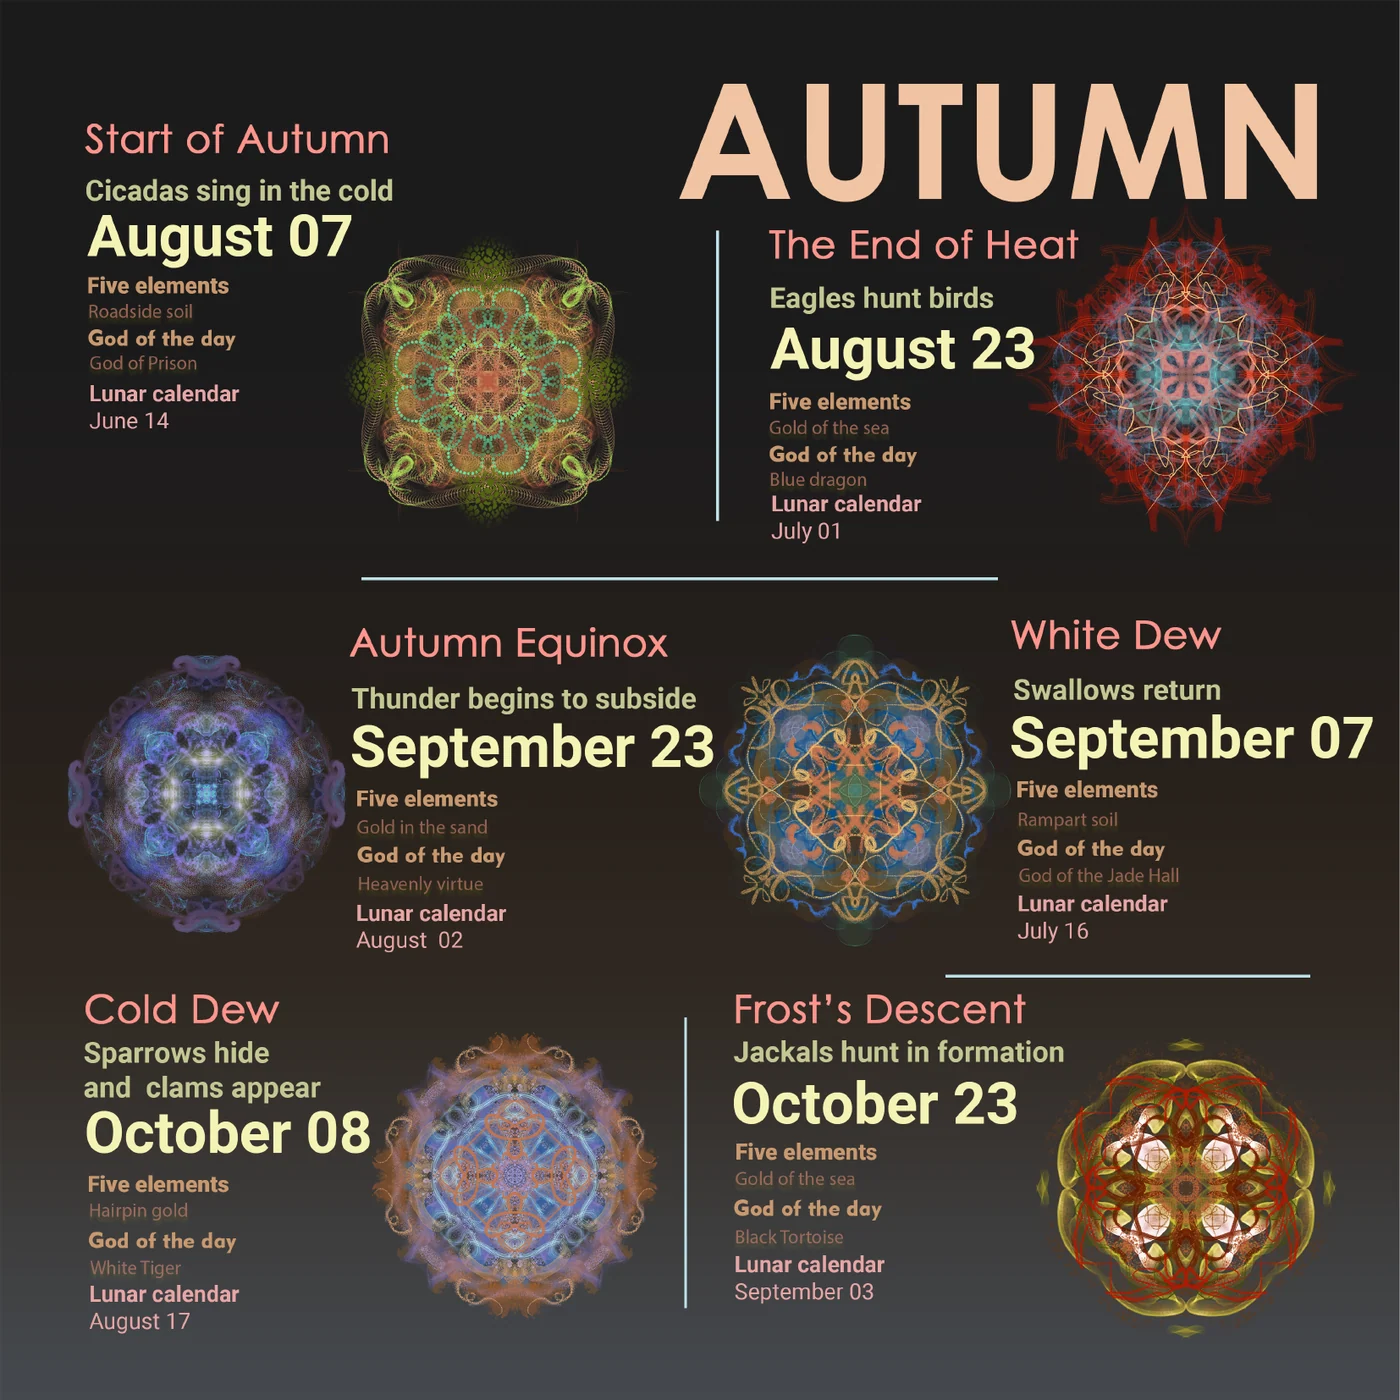 AUTUMN
Start of Autumn
Cicadas sing in the cold
August 07
Five elements
Roadside soil
God of the day
God of Prison
Lunar calendar
June 14
The End of Heat
Eagles hunt birds
August 23
Five elements
Gold of the sea
God of the day
Blue dragon
Lunar calendar
July 01
Autumn Equinox
Thunder begins to subside
September 23
Five elements
Gold in the sand
God of the day
Heavenly virtue
Lunar calendar
August 02
White Dew
Swallows return
September 07
Five elements
Rampart soil
God of the day
God of the Jade Hall
Lunar calendar
July 16
Cold Dew
Sparrows hide
and clams appear
October 08
Five elements
Hairpin gold
God of the day
White Tiger
Lunar calendar
August 17
Frost’s Descent
Jackals hunt in formation
October 23
Five elements
Gold of the sea
God of the day
Black Tortoise
Lunar calendar
September 03